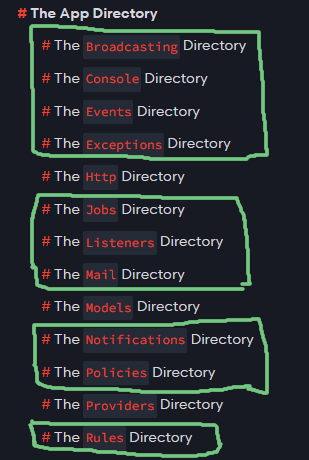 # The App Directory
# The Broadcasting Directory
# The Console Directory
# The Events Directory
# The Exceptions Directory
# The Http Directory
# The Jobs Directory
# The Listeners Directory
# The Mail Directory
# The Models Directory
# The Notifications Directory
# The Policies Directory
# The Providers Directory
# The Rules Directory